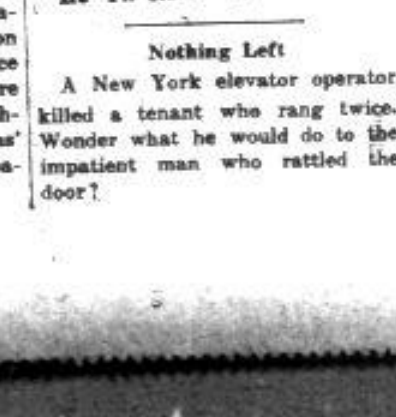 Nothing Left
A New York elevator operator
killed a tenant who rang twice.
Wonder what he would do to the
impatient man who rattled the
door?